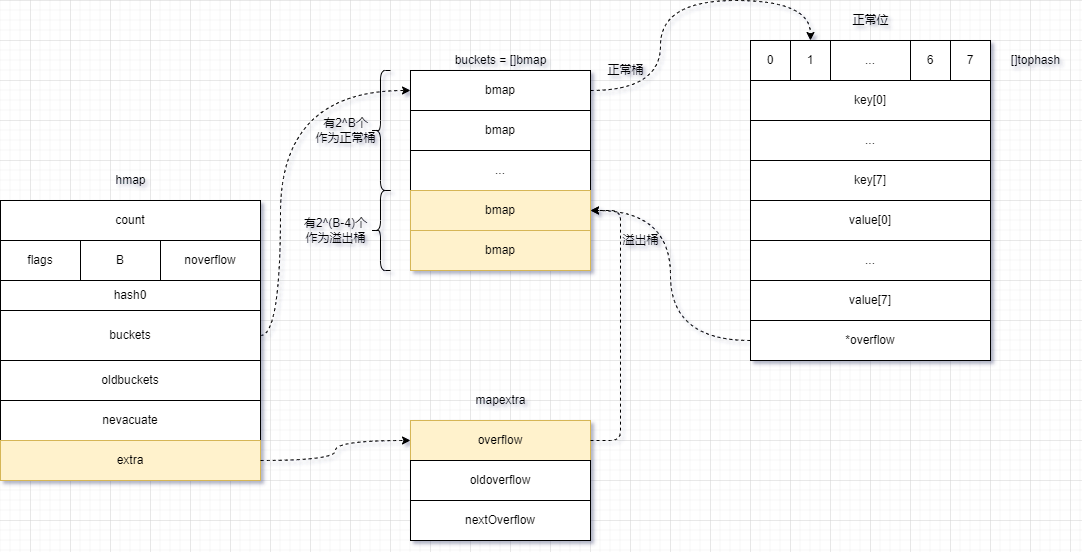 正常位
buckets = []bmap
正常桶
0 1 ... 6 7
[]tophash
bmap
key[0]
有2^B个
作为正常桶
bmap
...
...
key[7]
hmap
bmap
value[0]
count
有2^(B-4)个
作为溢出桶
溢出桶
bmap
...
flags B noverflow
hash0
value[7]
buckets
*overflow
oldbuckets
mapextra
nevacuate
overflow
extra
oldoverflow
nextOverflow